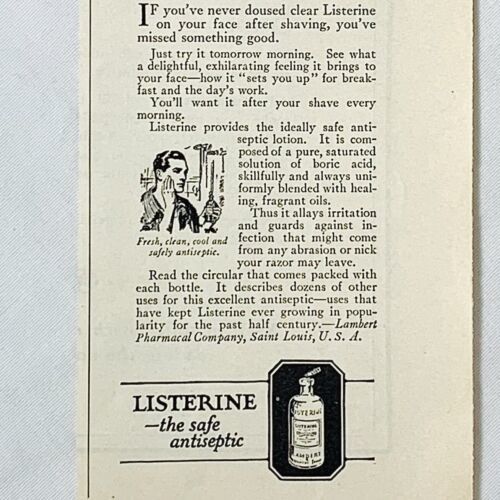 IF you've never doused clear Listerine
on your face after shaving, you've
missed something good.
Just try it tomorrow morning. See what
a delightful, exhilarating feeling it brings to
your face—how it "sets you up" for break-
fast and the day's work.
You'll want it after your shave every
morning.
Listerine provides the ideally safe anti-
septic lotion. It is com-
posed of a pure, saturated
solution of boric acid,
skillfully and always uni-
formly blended with heal-
ing, fragrant oils.
Thus it allays irritation
and guards against in-
fection that might come
from any abrasion or nick
your razor may leave.
Fresh, clean, cool and
safely antiseptic.
Read the circular that comes packed with
each bottle. It describes dozens of other
uses for this excellent antiseptic—uses that
have kept Listerine ever growing in popu-
larity for the past half century.—Lambert
Pharmacal Company, Saint Louis, U. S. A.
LISTERINE
—the safe
antiseptic
LISTERINE
LISTERINE
LAMBERT